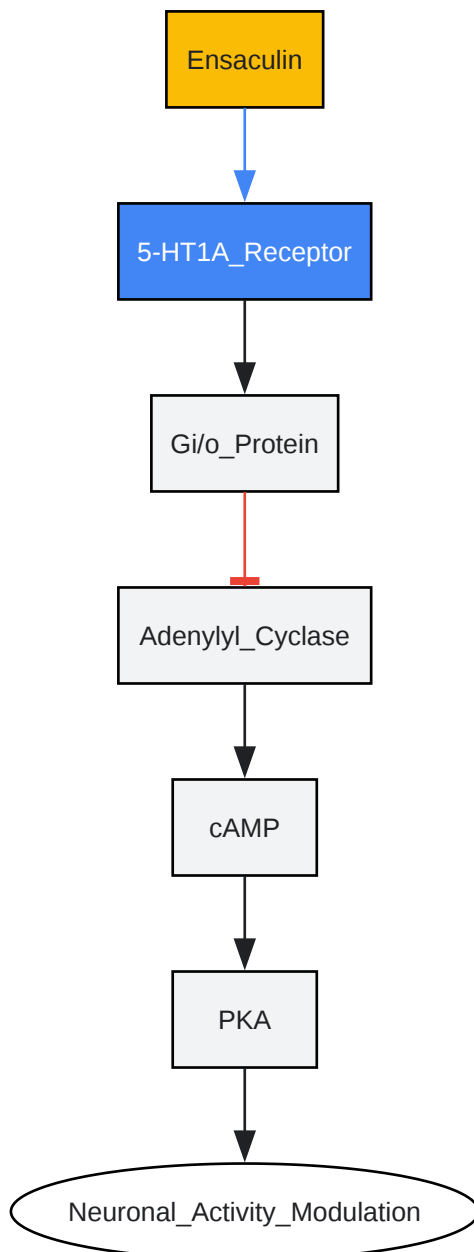 Ensaculin
5-HT1A_Receptor
Gi/o_Protein
Adenylyl_Cyclase
cAMP
PKA
Neuronal_Activity_Modulation